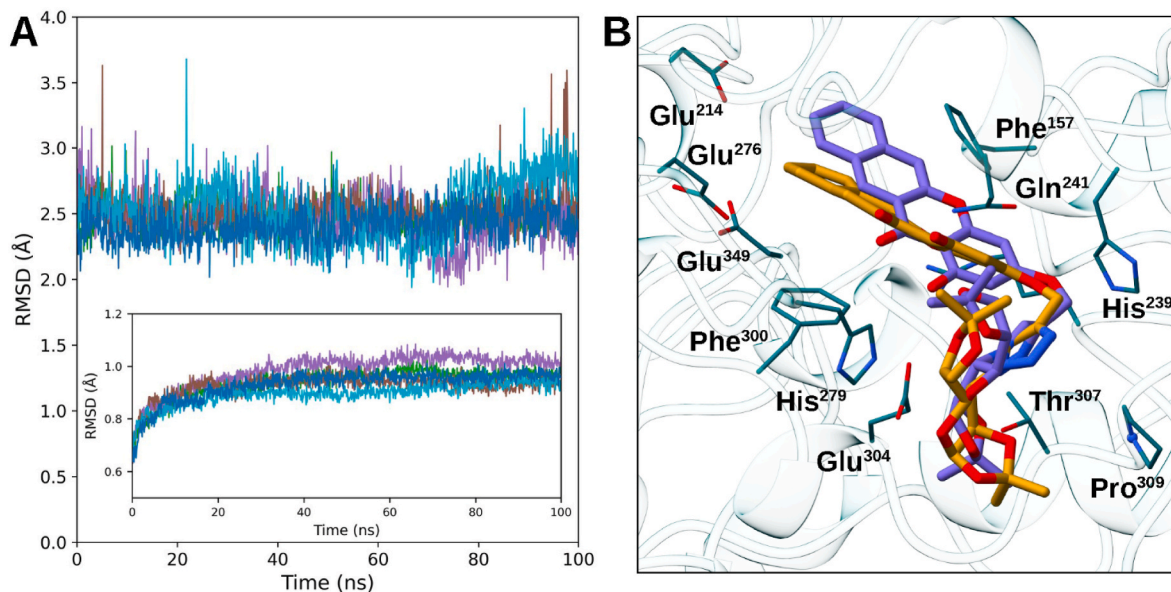 A
RMSD (Å)
4.0
3.5
3.0
2.5
2.0
1.5
1.0
0.5
0.0
0 20 40 60 80 100
Time (ns)
RMSD (Å)
1.2
1.0
0.8
0.6
0 20 40 60 80 100
Time (ns)
B
Glu214
Glu276
Glu349
Phe300
His279
Glu304
Phe157
Gln241
His239
Thr307
Pro309